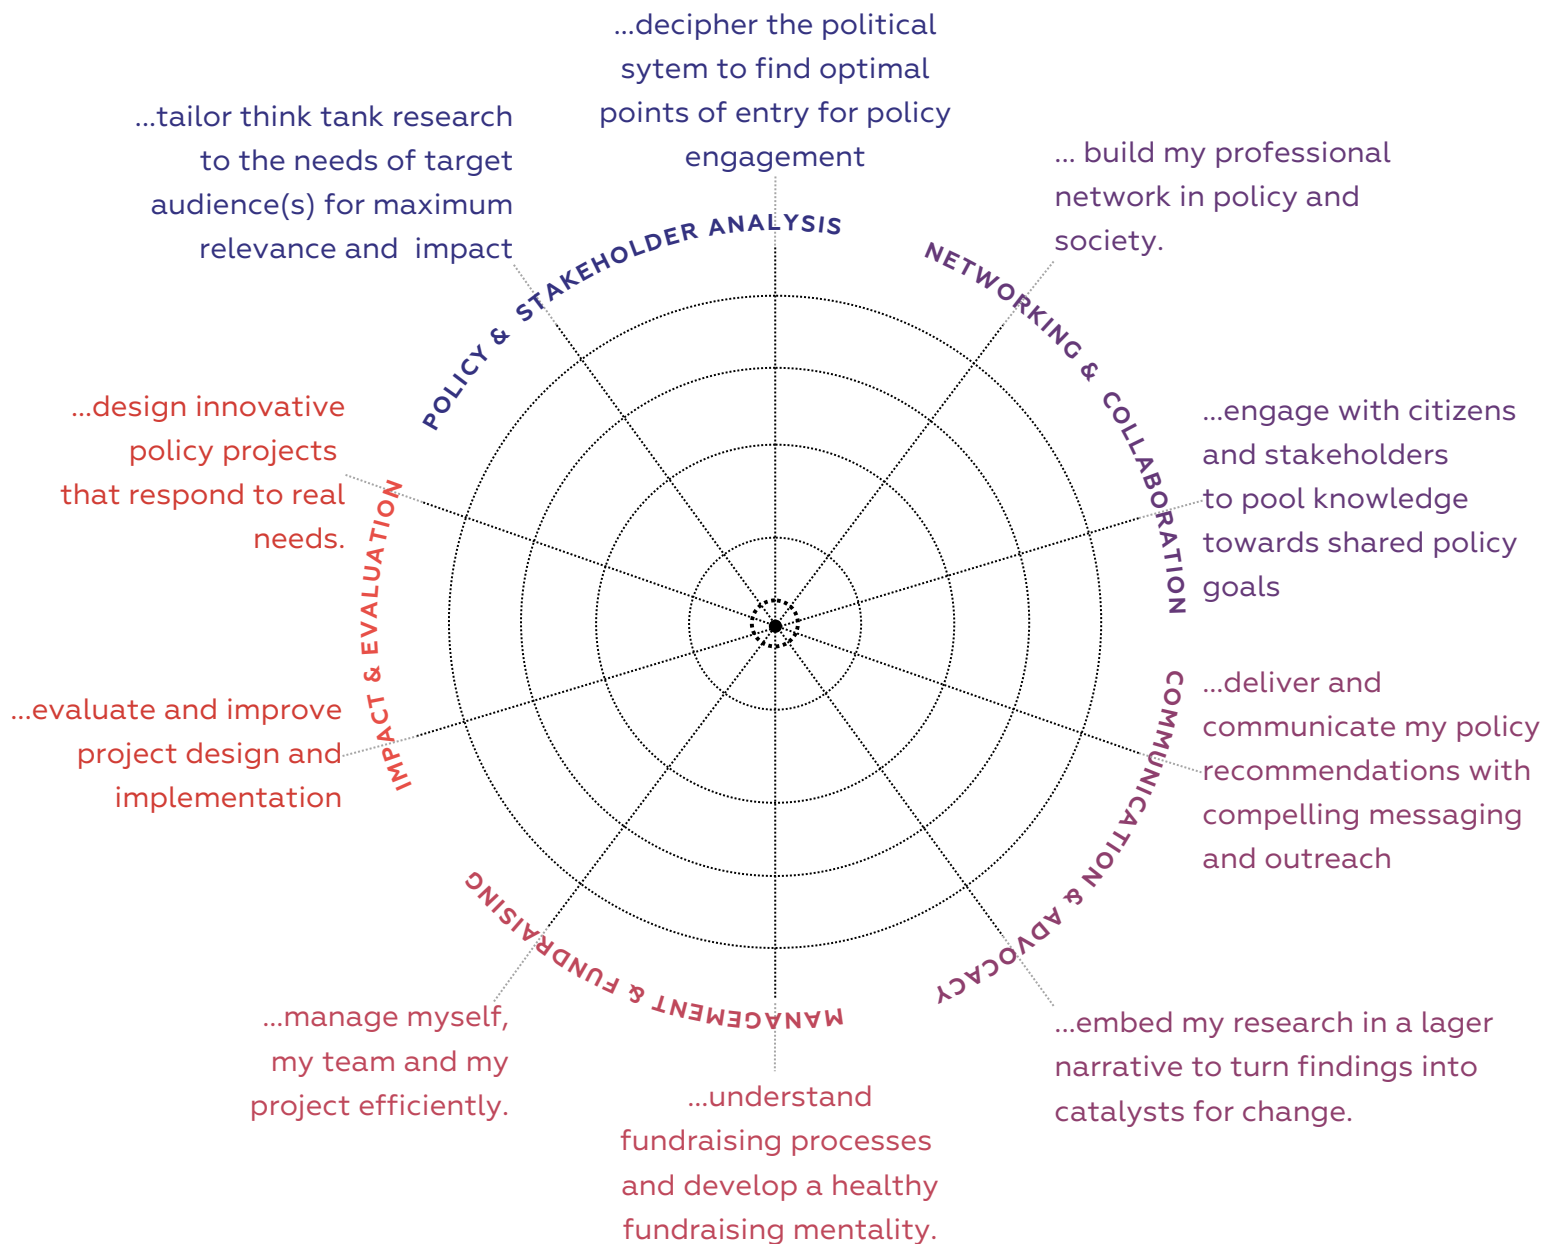 ...decipher the political
sytem to find optimal
points of entry for policy
engagement
...tailor think tank research
to the needs of target
audience(s) for maximum
relevance and  impact
... build my professional
network in policy and
society.
POLICY &  STAKEHOLDER ANALYSIS
NETWORKING &  COLLABORATION
...design innovative
policy projects
that respond to real
needs.
...engage with citizens
and stakeholders
to pool knowledge
towards shared policy
goals
IMPACT & EVALUATION
...evaluate and improve
project design and
implementation
COMMUNICATION & ADVOCACY
...deliver and
communicate my policy
recommendations with
compelling messaging
and outreach
MANAGEMENT & FUNDRAISING
...manage myself,
my team and my
project efficiently.
...understand
fundraising processes
and develop a healthy
fundraising mentality.
...embed my research in a lager
narrative to turn findings into
catalysts for change.